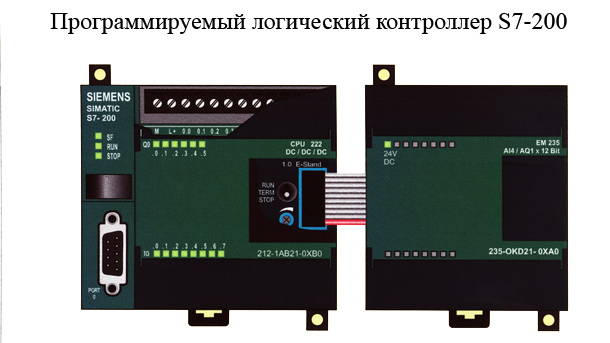 Программируемый логический контроллер S7-200
SIEMENS
SIMATIC
S7- 200
SF
RUN
STOP
M L+ 0.0 0.1 0.2
Q0 .0 .1 .2 .3 .4 .5
CPU 222
DC / DC / DC
1.0 E-Stand
RUN
TERM
STOP
PORT
0
.0 .1 .2 .3 .4 .5 .6 .7
I0
212-1AB21-0XB0
24V
DC
EM 235
AI4 / AQ1 x 12 Bit
235-OKD21- 0XA0